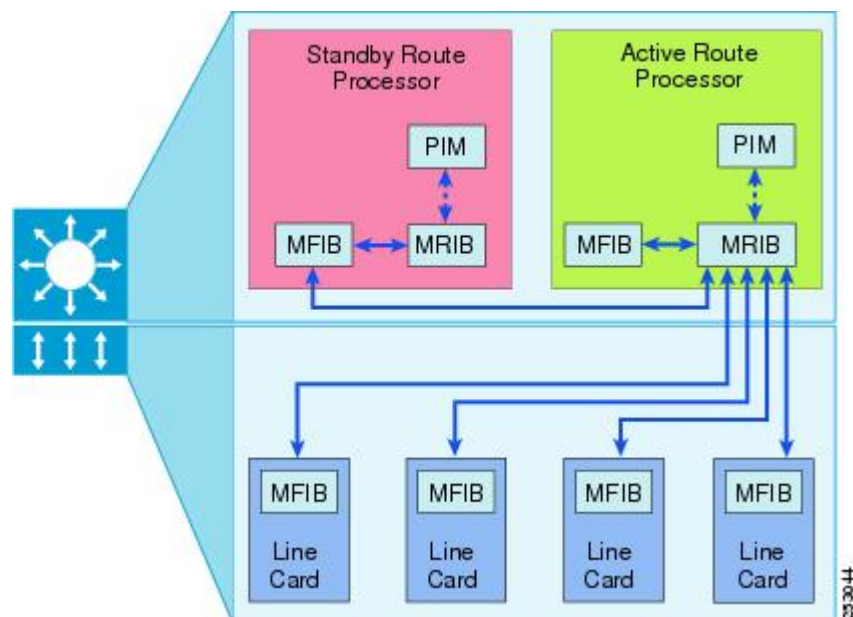 Standby Route
Processor
PIM
MFIB
MRIB
Active Route
Processor
PIM
MFIB
MRIB
MFIB
Line
Card
MFIB
Line
Card
MFIB
Line
Card
MFIB
Line
Card
253044